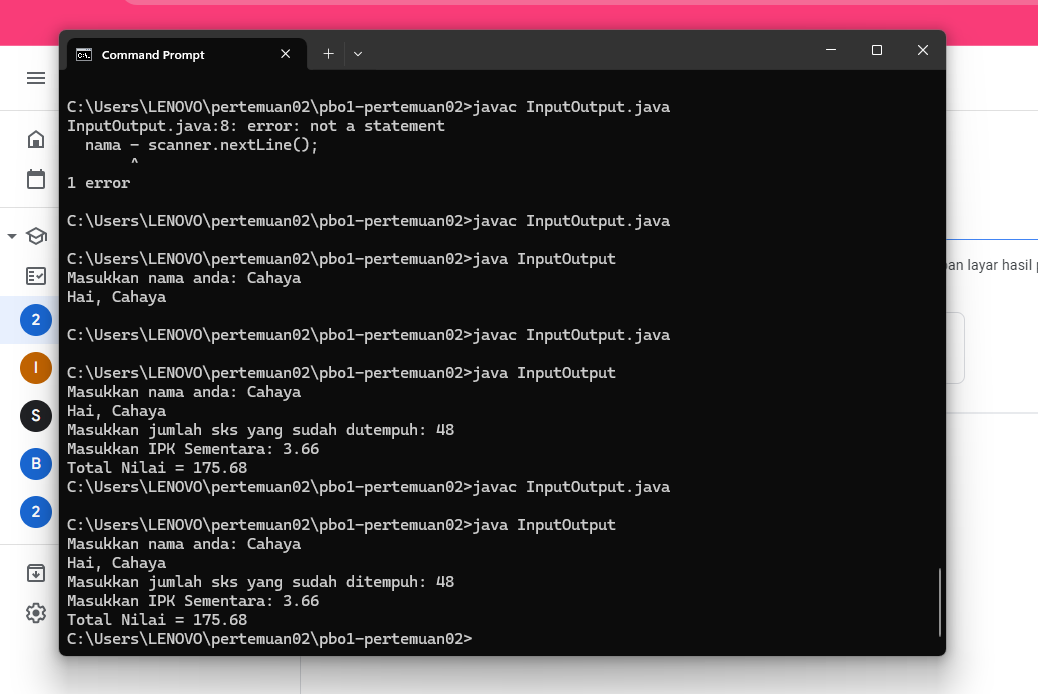 Command Prompt
C:\Users\LENOVO\pertemuan02\pbo1-pertemuan02>javac InputOutput.java
InputOutput.java:8: error: not a statement
nama - scanner.nextLine();
^
1 error
C:\Users\LENOVO\pertemuan02\pbo1-pertemuan02>javac InputOutput.java
C:\Users\LENOVO\pertemuan02\pbo1-pertemuan02>java InputOutput
Masukkan nama anda: Cahaya
Hai, Cahaya
C:\Users\LENOVO\pertemuan02\pbo1-pertemuan02>javac InputOutput.java
C:\Users\LENOVO\pertemuan02\pbo1-pertemuan02>java InputOutput
Masukkan nama anda: Cahaya
Hai, Cahaya
Masukkan jumlah sks yang sudah dutempuh: 48
Masukkan IPK Sementara: 3.66
Total Nilai = 175.68
C:\Users\LENOVO\pertemuan02\pbo1-pertemuan02>javac InputOutput.java
C:\Users\LENOVO\pertemuan02\pbo1-pertemuan02>java InputOutput
Masukkan nama anda: Cahaya
Hai, Cahaya
Masukkan jumlah sks yang sudah ditempuh: 48
Masukkan IPK Sementara: 3.66
Total Nilai = 175.68
C:\Users\LENOVO\pertemuan02\pbo1-pertemuan02>
2
I
S
B
2
layar hasil